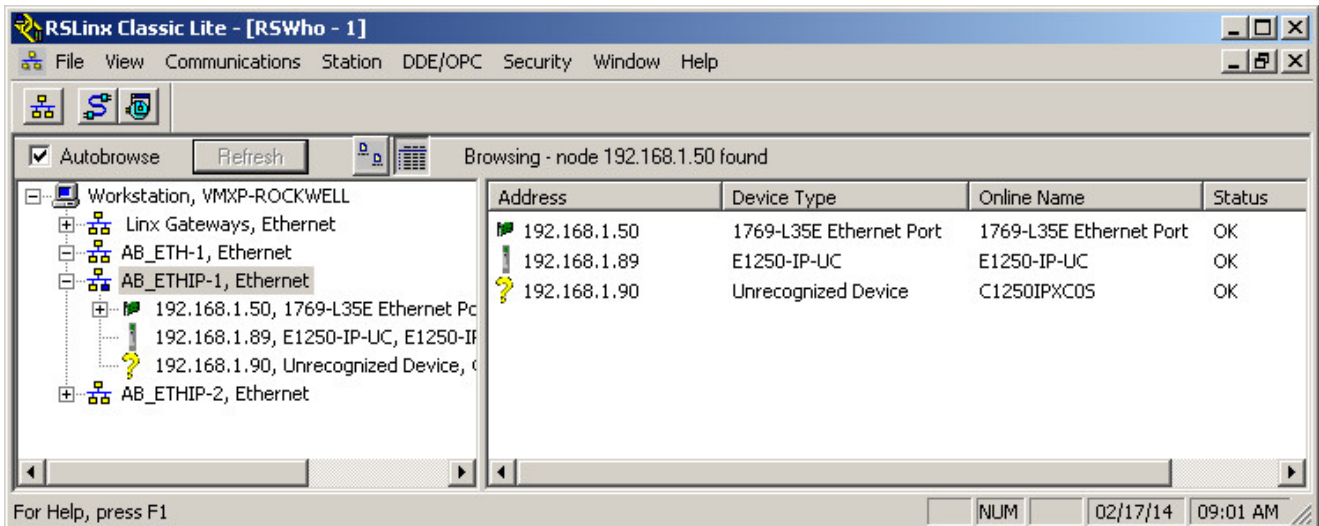 RSLinx Classic Lite - [RSWho - 1]
File View Communications Station DDE/OPC Security Window Help
Autobrowse Refresh Browsing - node 192.168.1.50 found
Workstation, VMXP-ROCKWELL
Linx Gateways, Ethernet
AB_ETH-1, Ethernet
AB_ETHIP-1, Ethernet
192.168.1.50, 1769-L35E Ethernet Po
192.168.1.89, E1250-IP-UC, E1250-IF
192.168.1.90, Unrecognized Device,
AB_ETHIP-2, Ethernet
Address Device Type Online Name Status
192.168.1.50 1769-L35E Ethernet Port 1769-L35E Ethernet Port OK
192.168.1.89 E1250-IP-UC E1250-IP-UC OK
192.168.1.90 Unrecognized Device C1250IPXC0S OK
For Help, press F1 NUM 02/17/14 09:01 AM